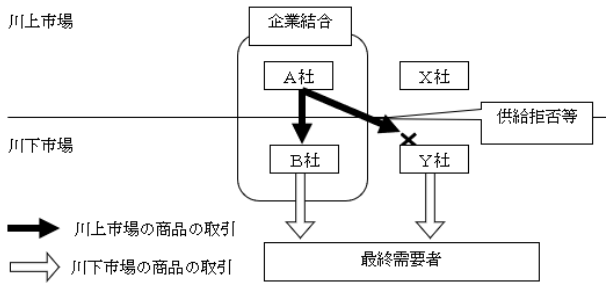 川上市場
企業結合
A社
X社
供給拒否等
川下市場
B社
Y社
川上市場の商品の取引
川下市場の商品の取引
最終需要者